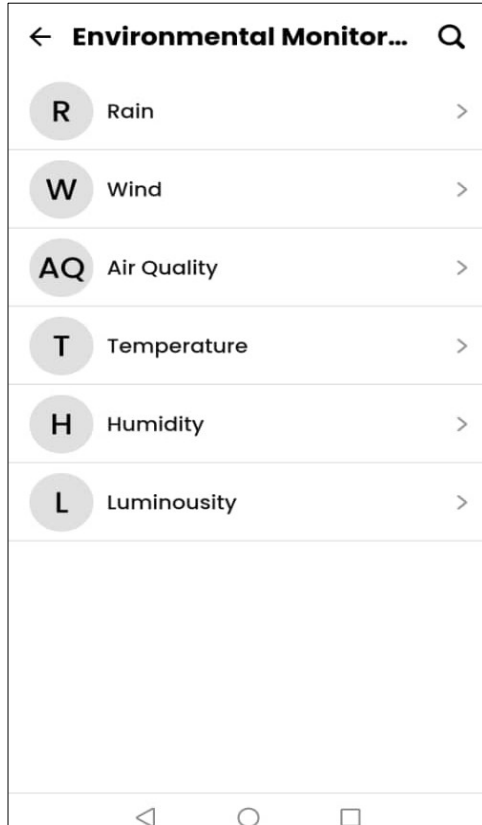 Environmental Monitor...
R Rain
W Wind
AQ Air Quality
T Temperature
H Humidity
L Luminousity